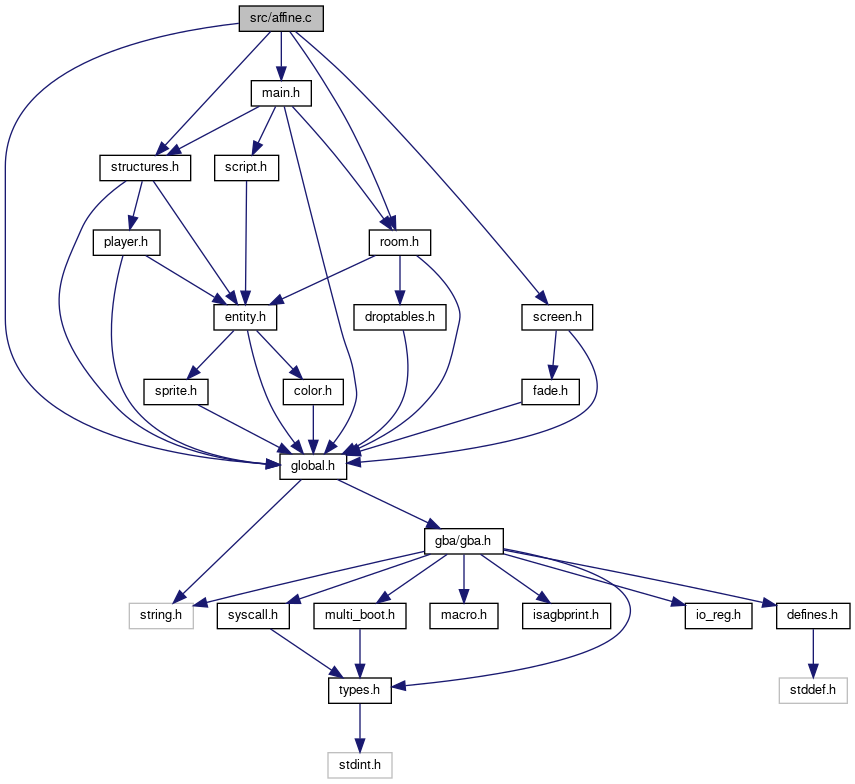 src/affine.c
main.h
structures.h
script.h
player.h
room.h
entity.h
droptables.h
screen.h
sprite.h
color.h
fade.h
global.h
gba/gba.h
string.h
syscall.h
multi_boot.h
macro.h
isagbprint.h
io_reg.h
defines.h
types.h
stddef.h
stdint.h